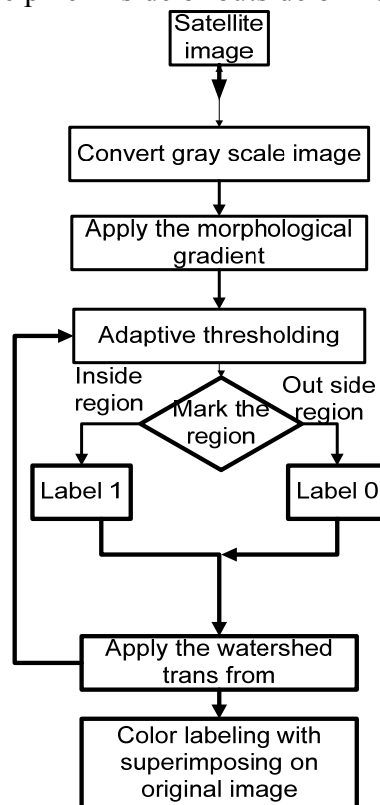 Satellite
image
Convert gray scale image
Apply the morphological
gradient
Adaptive thresholding
Inside
region
Out side
region
Mark the
region
Label 1
Label 0
Apply the watershed
trans from
Color labeling with
superimposing on
original image